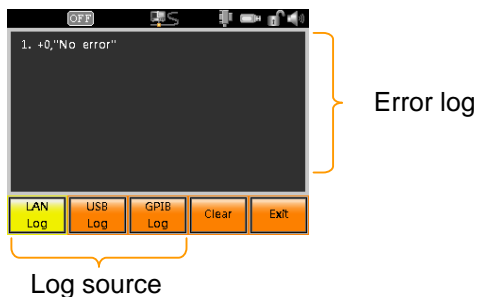 OFF
1. +0,"No error"
Error log
LAN Log
USB Log
GPIB Log
Clear
Exit
Log source